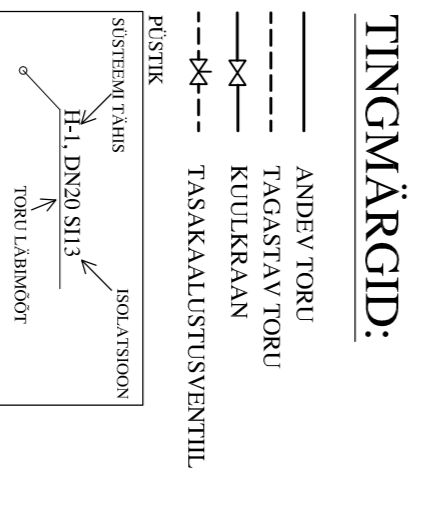 TINGMÄRGID:
ANDEV TORU
TAGASTAV TORU
KUULKRAAN
TASAKAALUSTUSVENTIIL
PÜSTIK
SÜSTEEMI TÄHIS
ISOLATSIOON
H-1, DN20 SI13
TORU LÄBIMÕÕT